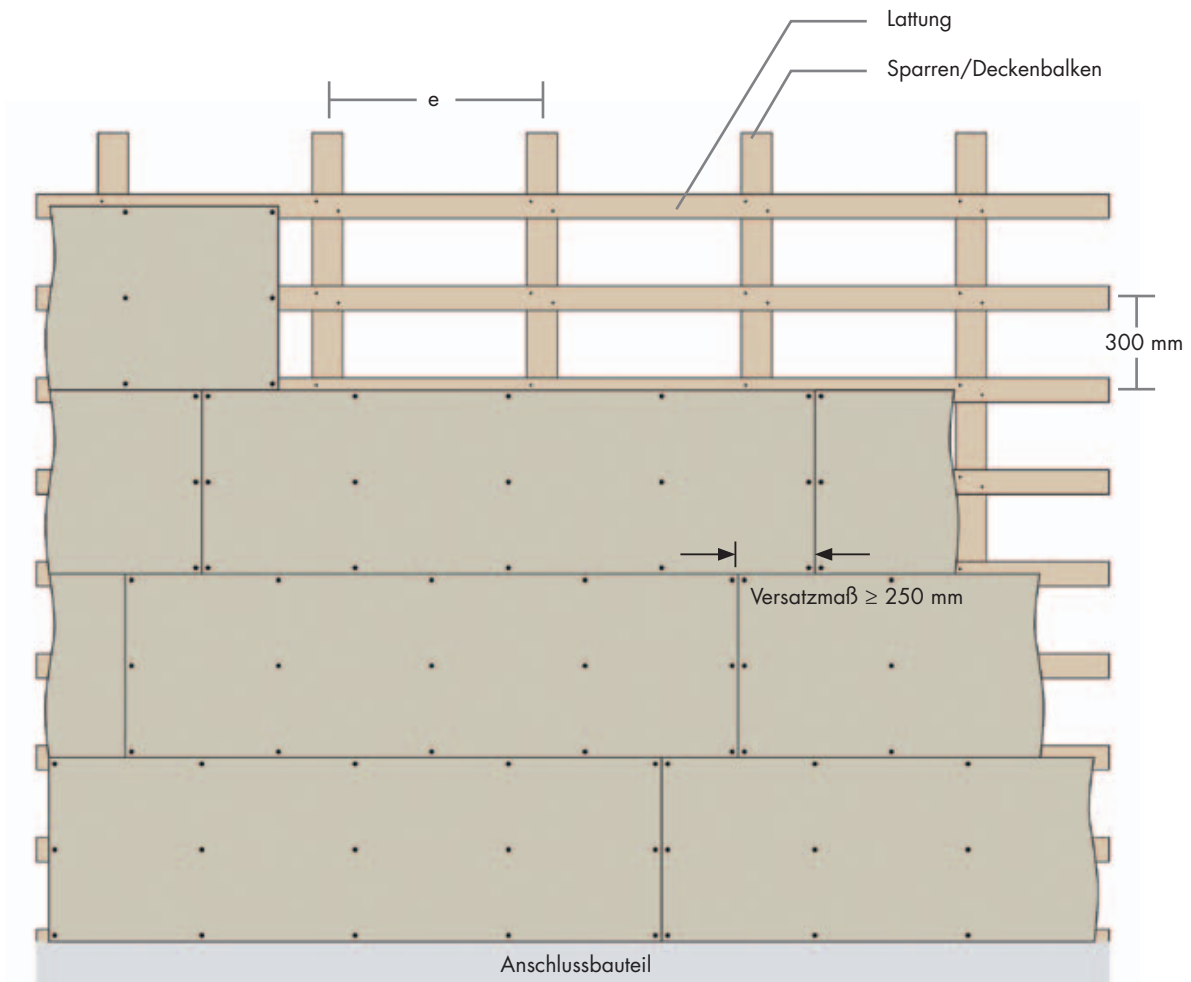 Lattung
Sparren/Deckenbalken
e
300 mm
Versatzmaß ≥ 250 mm
Anschlussbauteil